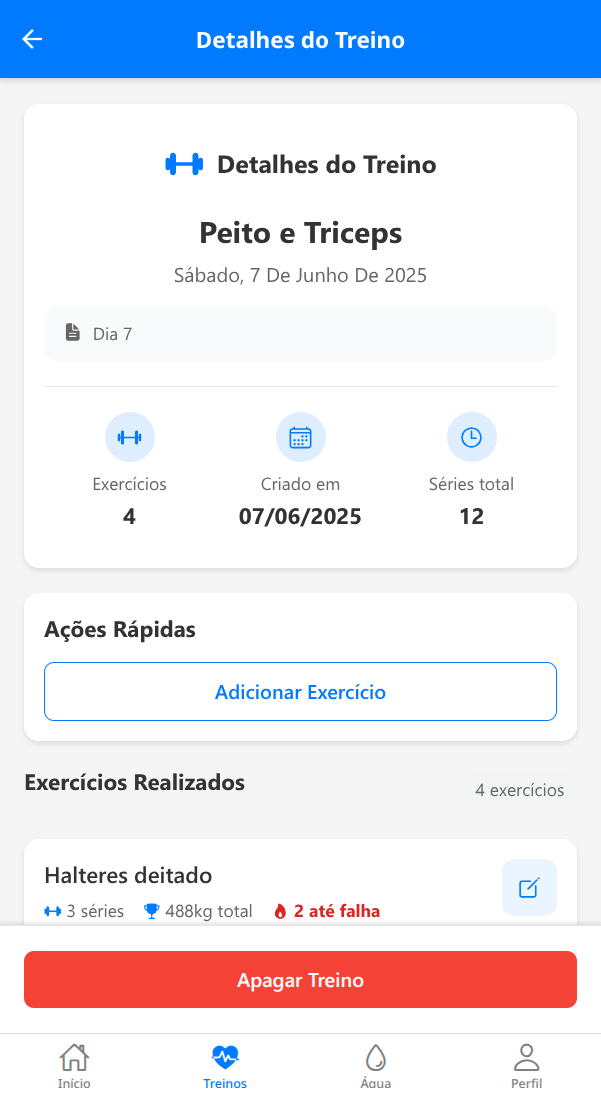 Detalhes do Treino
Detalhes do Treino
Peito e Triceps
Sábado, 7 De Junho De 2025
Dia 7
Exercícios
4
Criado em
07/06/2025
Séries total
12
Ações Rápidas
Adicionar Exercício
Exercícios Realizados
4 exercícios
Halteres deitado
3 séries 488kg total 2 até falha
Apagar Treino
Início Treinos Água Perfil